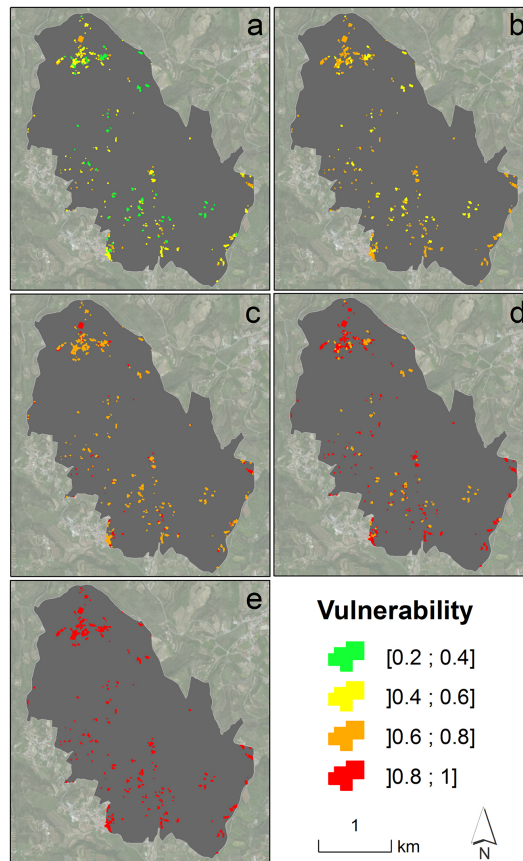 a
b
c
d
e
Vulnerability
]0.2 ; 0.4]
]0.4 ; 0.6]
]0.6 ; 0.8]
]0.8 ; 1]
1
km
N